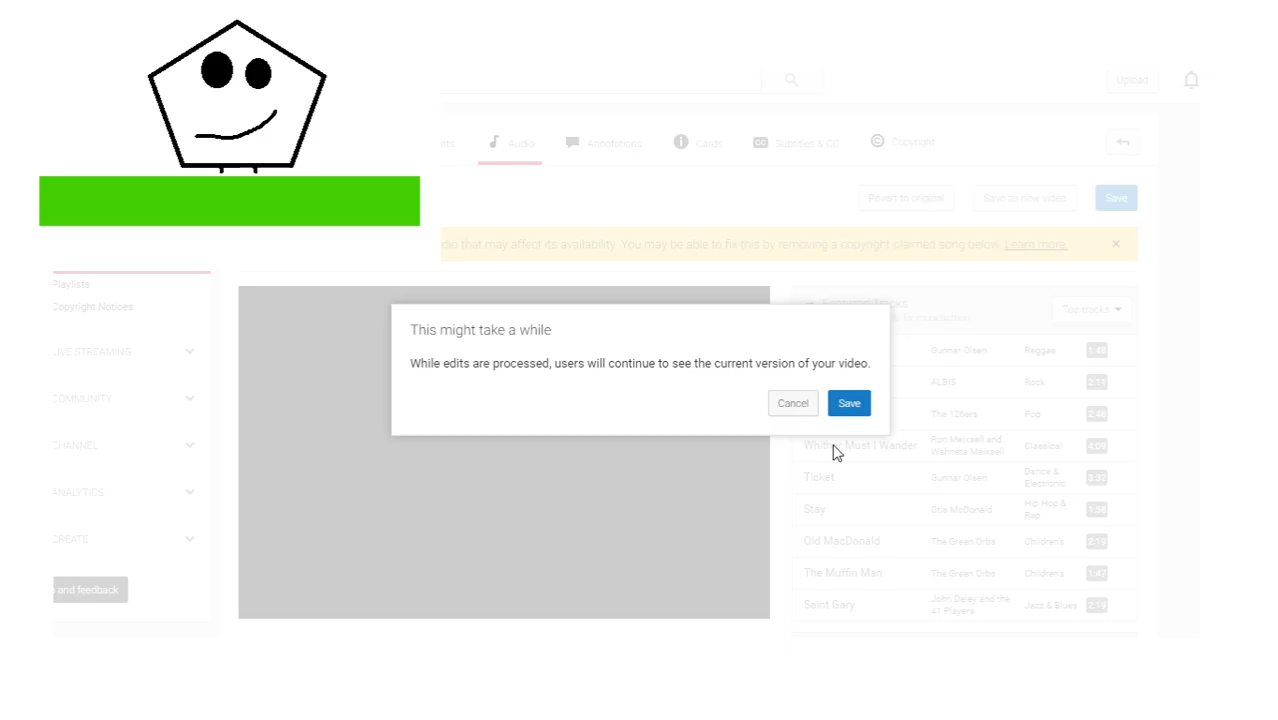 Upload
Audio
Annotations
Cards
CC Subtitles & CC
Copyright
Revert to original
Save as new video
Save
dio that may affect its availability. You may be able to fix this by removing a copyright claimed song below. Learn more.
Playlists
Copyright Notices
LIVE STREAMING
COMMUNITY
CHANNEL
ANALYTICS
CREATE
and feedback
This might take a while
While edits are processed, users will continue to see the current version of your video.
Cancel
Save
Featured Tracks
Top tracks
Gunnar Olsen Reggae 1:48
ALBIS Rock 2:11
The 126ers Pop 2:46
Whither Must I Wander Ron Meixsell and Wahneta Meixsell Classical 4:09
Ticket Gunnar Olsen Dance & Electronic
Stay Otis McDonald Hip Hop & Rap 1:58
Old MacDonald The Green Orbs Children's 2:19
The Muffin Man The Green Orbs Children's 1:47
Saint Gary John Deley and the 41 Players Jazz & Blues 2:19